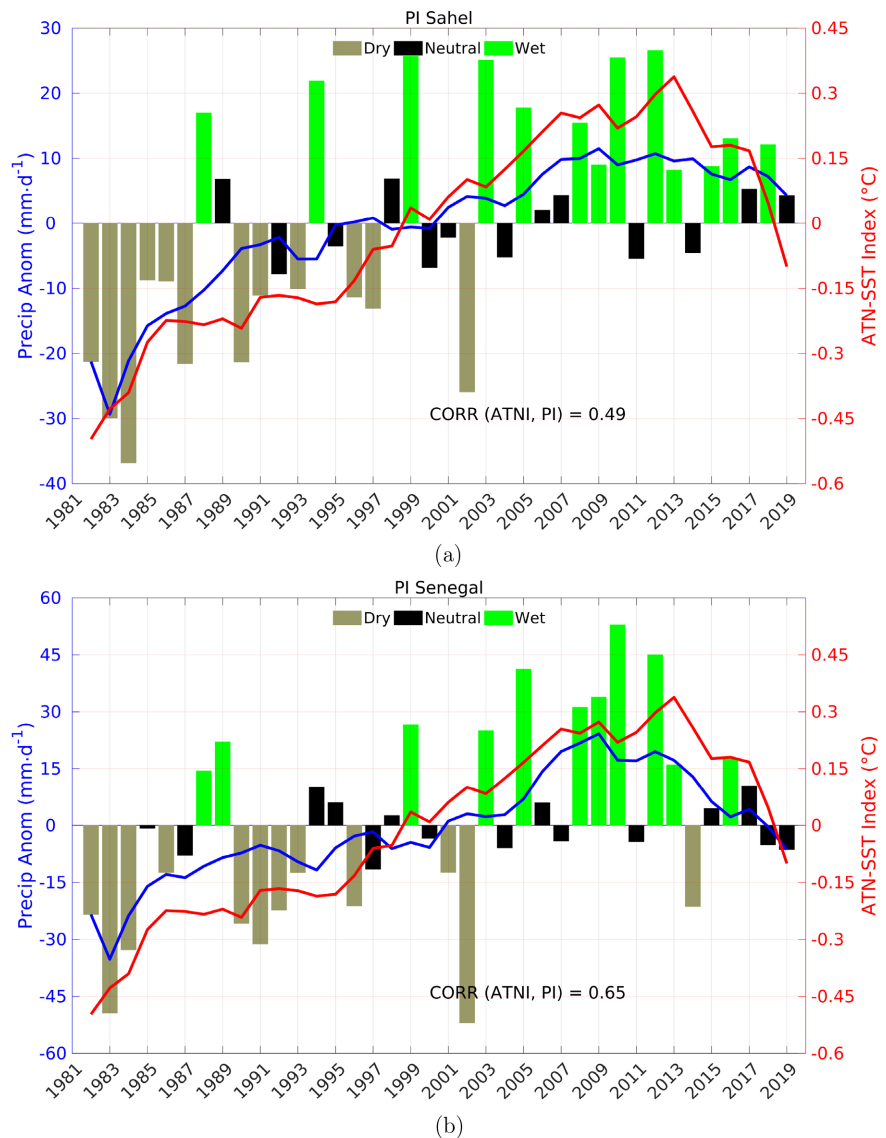 PI Sahel
Dry Neutral Wet
30
20
10
0
-10
-20
-30
-40
Precip Anom (mm·d⁻¹)
0.45
0.3
0.15
0
-0.15
-0.3
-0.45
-0.6
ATN-SST Index (°C)
CORR (ATNI, PI) = 0.49
1981 1983 1985 1987 1989 1991 1993 1995 1997 1999 2001 2003 2005 2007 2009 2011 2013 2015 2017 2019
(a)
PI Senegal
Dry Neutral Wet
60
45
30
15
0
-15
-30
-45
-60
Precip Anom (mm·d⁻¹)
0.45
0.3
0.15
0
-0.15
-0.3
-0.45
-0.6
ATN-SST Index (°C)
CORR (ATNI, PI) = 0.65
1981 1983 1985 1987 1989 1991 1993 1995 1997 1999 2001 2003 2005 2007 2009 2011 2013 2015 2017 2019
(b)